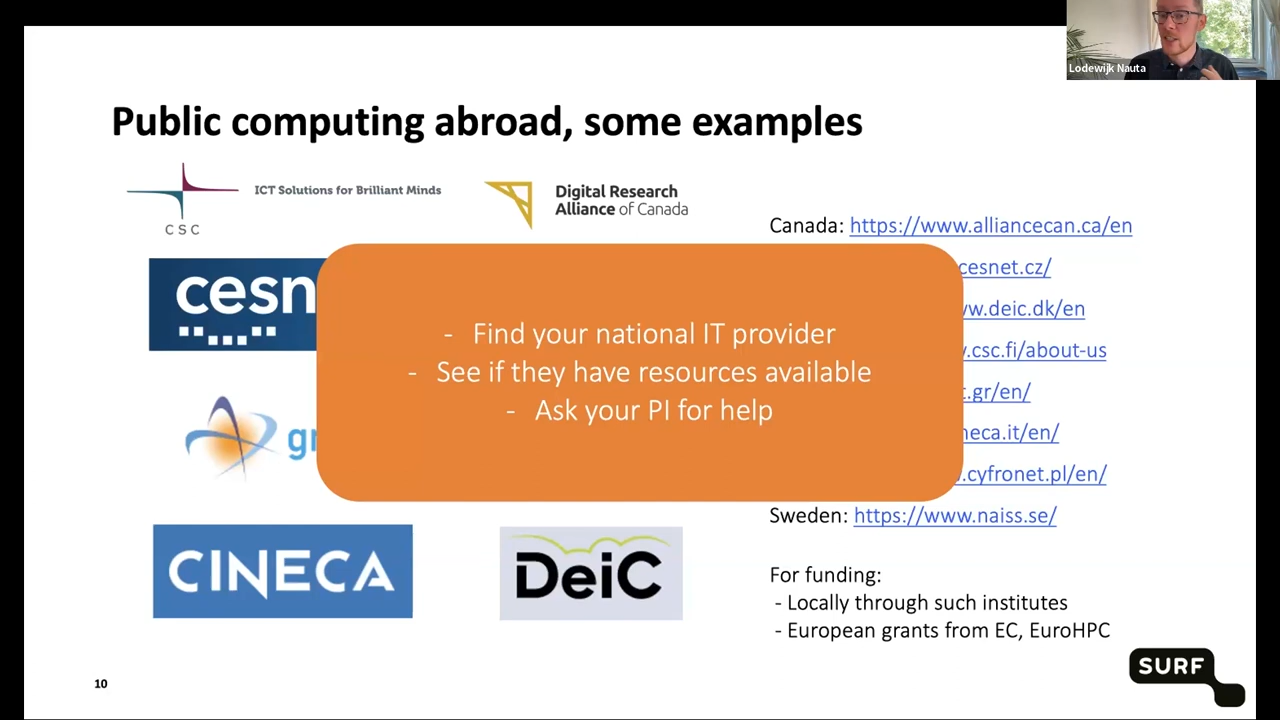 Lodewijk Nauta
Public computing abroad, some examples
ICT Solutions for Brilliant Minds
CSC
Digital Research
Alliance of Canada
Canada: https://www.alliancecan.ca/en
cesnet.cz/
.deic.dk/en
.csc.fi/about-us
.gr/en/
neca.it/en/
.cyfronet.pl/en/
Sweden: https://www.naiss.se/
cesn
gr
- Find your national IT provider
- See if they have resources available
- Ask your PI for help
CINECA
DeiC
For funding:
- Locally through such institutes
- European grants from EC, EuroHPC
10
SURF